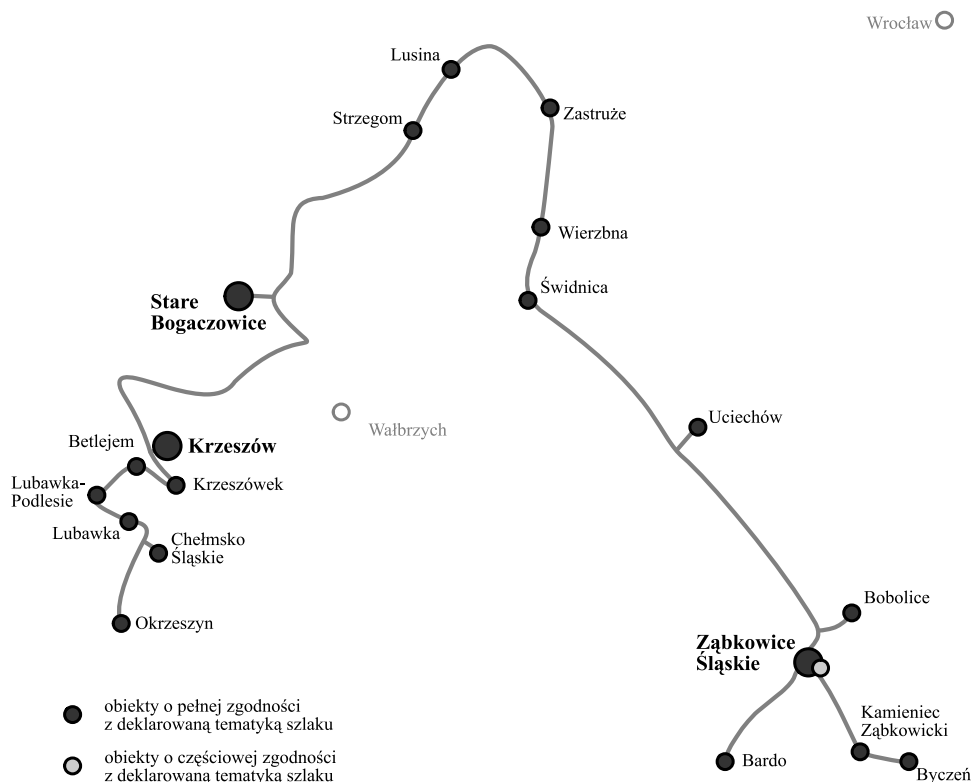 Wrocław
Lusina
Strzegom
Zastruże
Wierzbna
Świdnica
Stare
Bogaczowice
Wałbrzych
Uciechów
Betlejem
Krzeszów
Lubawka-
Podlesie
Krzeszówek
Lubawka
Chełmsko
Śląskie
Okrzeszyn
Bobolice
Ząbkowice
Śląskie
Kamieniec
Ząbkowicki
Bardo
Byczeń
obiekty o pełnej zgodności
z deklarowaną tematyką szlaku
obiekty o częściowej zgodności
z deklarowana tematyką szlaku